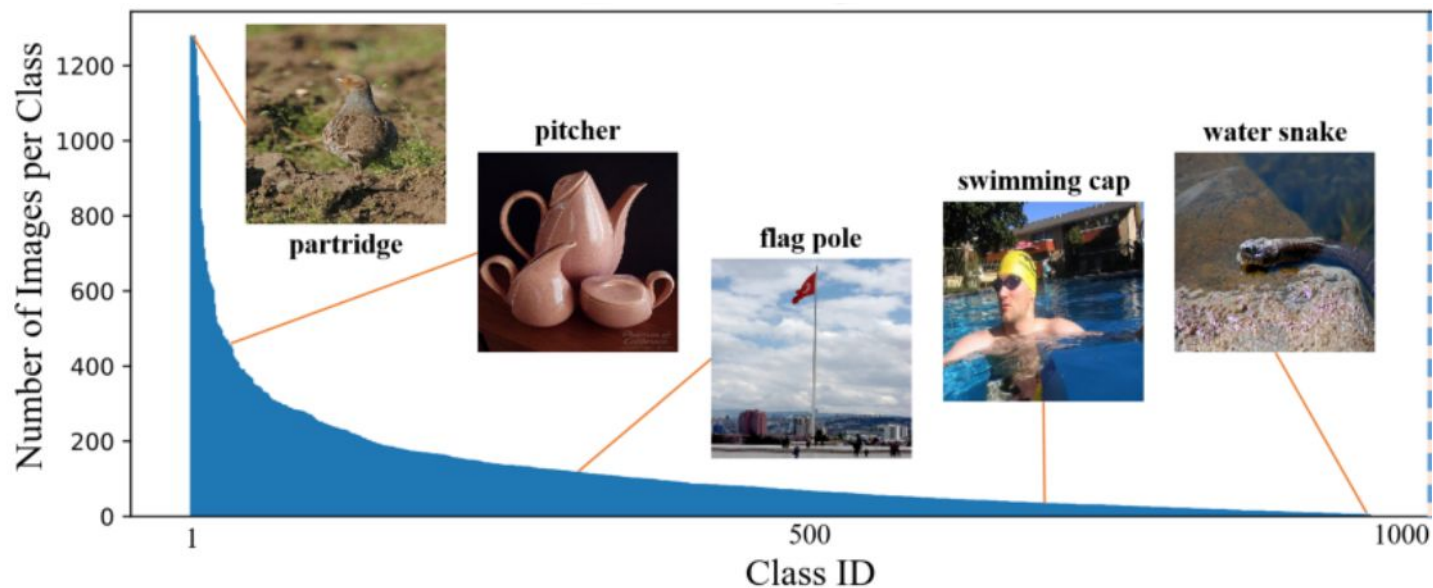 Number of Images per Class
1200
1000
800
600
400
200
0
partridge
pitcher
flag pole
swimming cap
water snake
1
500
1000
Class ID